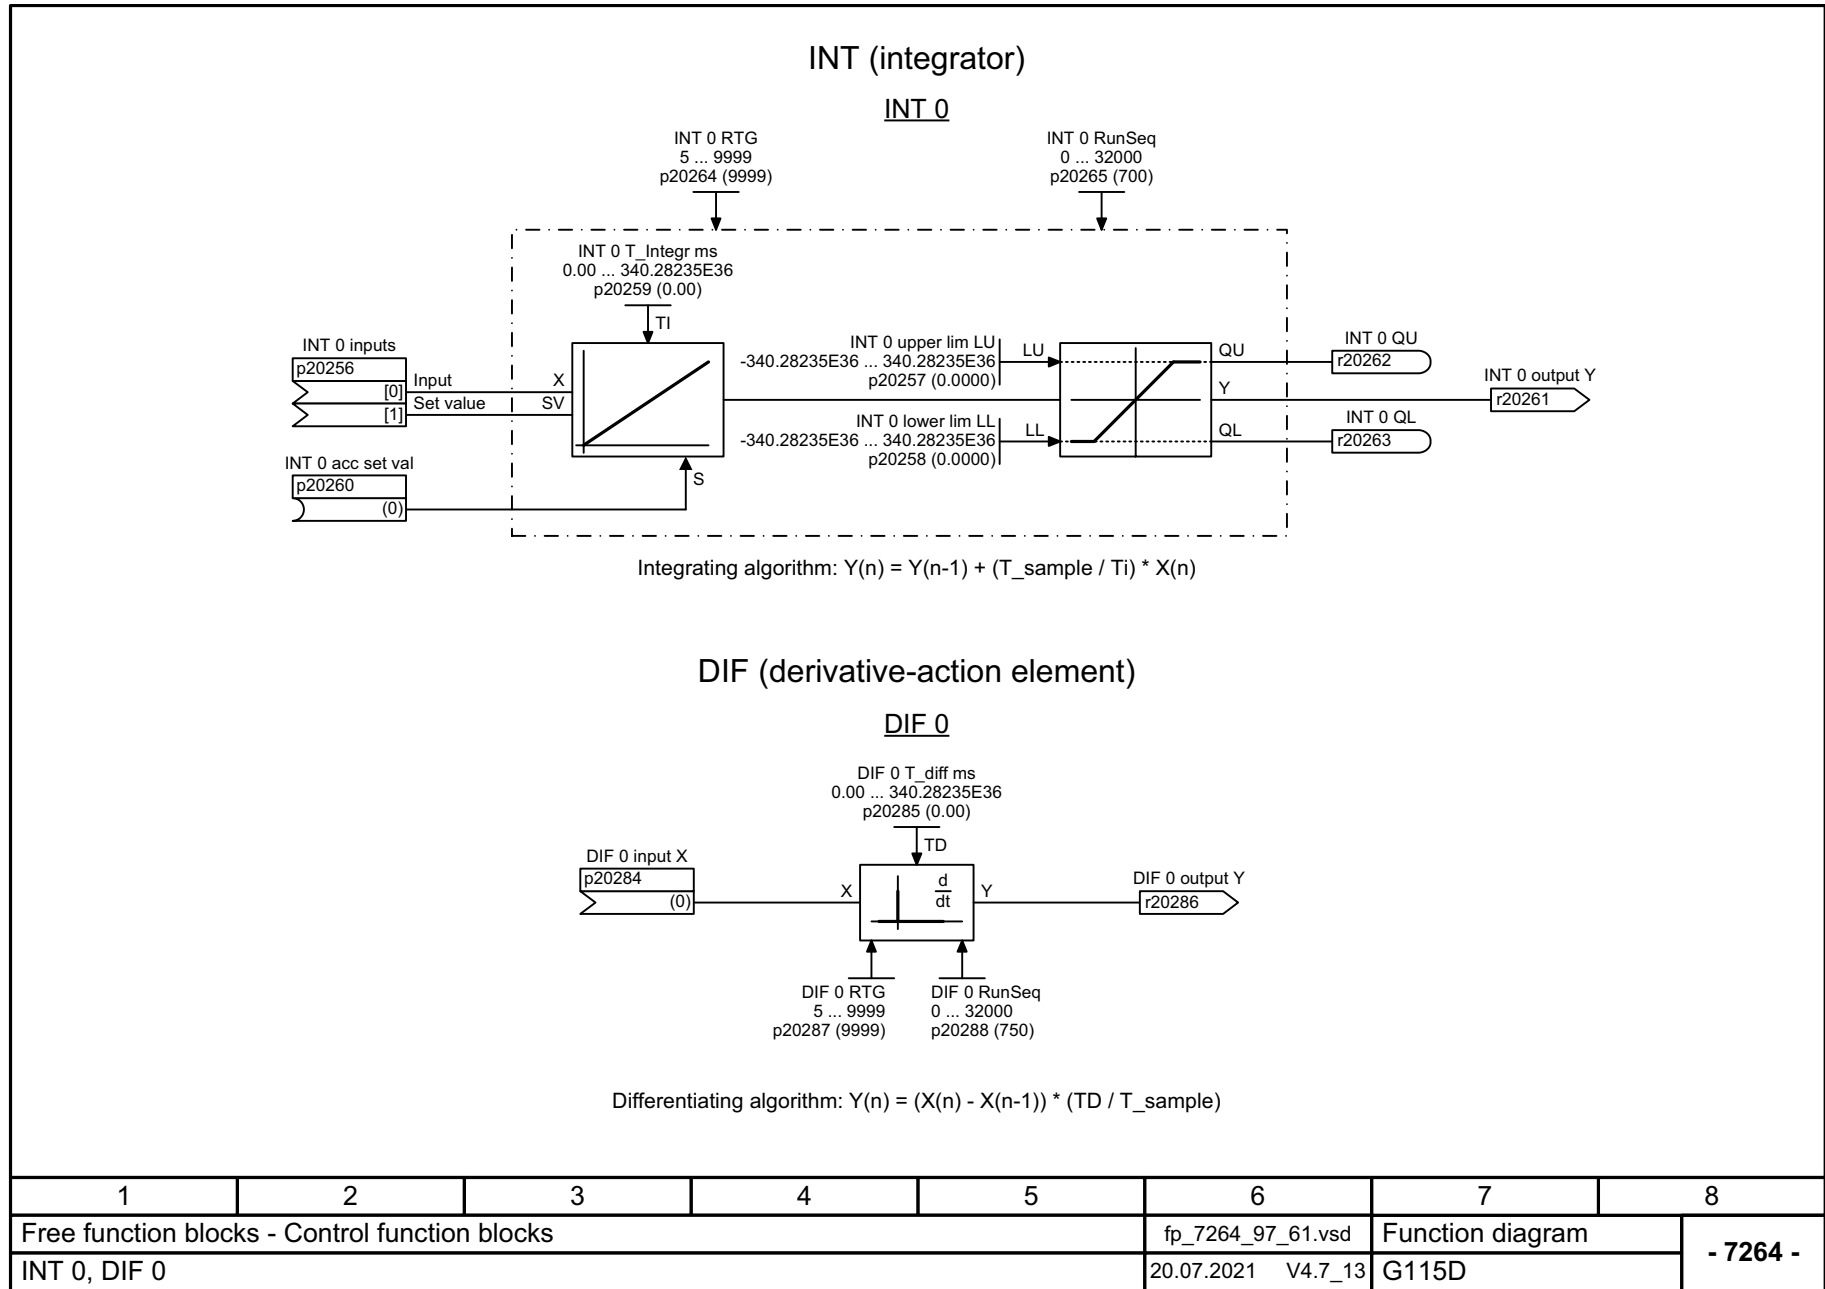 INT (integrator)
INT 0
INT 0 RTG
5 ... 9999
p20264 (9999)
INT 0 RunSeq
0 ... 32000
p20265 (700)
INT 0 T_Integr ms
0.00 ... 340.28235E36
p20259 (0.00)
TI
INT 0 inputs
p20256
[0]
[1]
Input
Set value
X
SV
INT 0 acc set val
p20260
(0)
S
INT 0 upper lim LU
-340.28235E36 ... 340.28235E36
p20257 (0.0000)
LU
INT 0 lower lim LL
-340.28235E36 ... 340.28235E36
p20258 (0.0000)
LL
QU
Y
QL
INT 0 QU
r20262
INT 0 output Y
r20261
INT 0 QL
r20263
Integrating algorithm: Y(n) = Y(n-1) + (T_sample / Ti) * X(n)
DIF (derivative-action element)
DIF 0
DIF 0 T_diff ms
0.00 ... 340.28235E36
p20285 (0.00)
TD
DIF 0 input X
p20284
(0)
X
d
dt
Y
DIF 0 output Y
r20286
DIF 0 RTG
5 ... 9999
p20287 (9999)
DIF 0 RunSeq
0 ... 32000
p20288 (750)
Differentiating algorithm: Y(n) = (X(n) - X(n-1)) * (TD / T_sample)
1 2 3 4 5 6 7 8
Free function blocks - Control function blocks
fp_7264_97_61.vsd
Function diagram
- 7264 -
INT 0, DIF 0
20.07.2021 V4.7_13
G115D